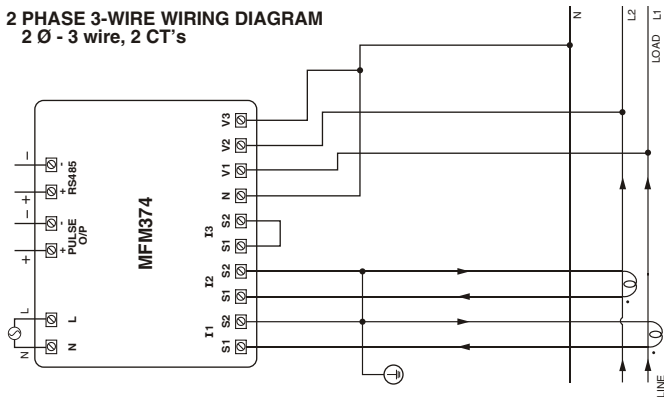 2 PHASE 3-WIRE WIRING DIAGRAM
2 Ø - 3 wire, 2 CT's
N
L2
LOAD L1
V3
V2
V1
N
S2
I3
S1
S2
I2
S1
S2
I1
S1
MFM374
- -
+ + RS485
- -
+ + PULSE O/P
L L
N N
LINE